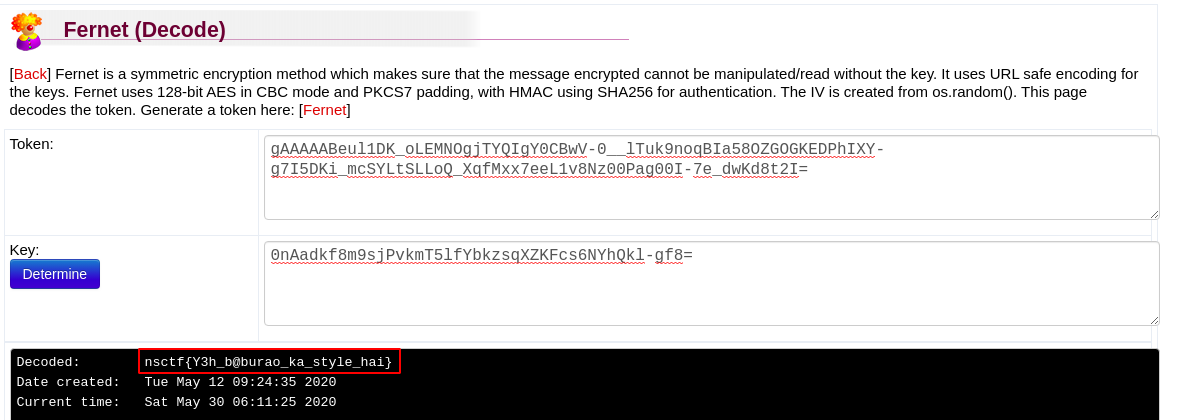 Fernet (Decode)
[Back] Fernet is a symmetric encryption method which makes sure that the message encrypted cannot be manipulated/read without the key. It uses URL safe encoding for
the keys. Fernet uses 128-bit AES in CBC mode and PKCS7 padding, with HMAC using SHA256 for authentication. The IV is created from os.random(). This page
decodes the token. Generate a token here: [Fernet]
Token:
gAAAAABeul1DK_oLEMNOgjTYQIgY0CBwV-0__lTuk9noqBIa58OZGOGKEDPhIXY-
g7I5DKi_mcSYLtSLLoQ_XqfMxx7eeL1v8Nz00Pag00I-7e_dwKd8t2I=
Key:
0nAadkf8m9sjPvkmT5lfYbkzsqXZKFcs6NYhQkl-gf8=
Determine
Decoded: nsctf{Y3h_b@burao_ka_style_hai}
Date created: Tue May 12 09:24:35 2020
Current time: Sat May 30 06:11:25 2020